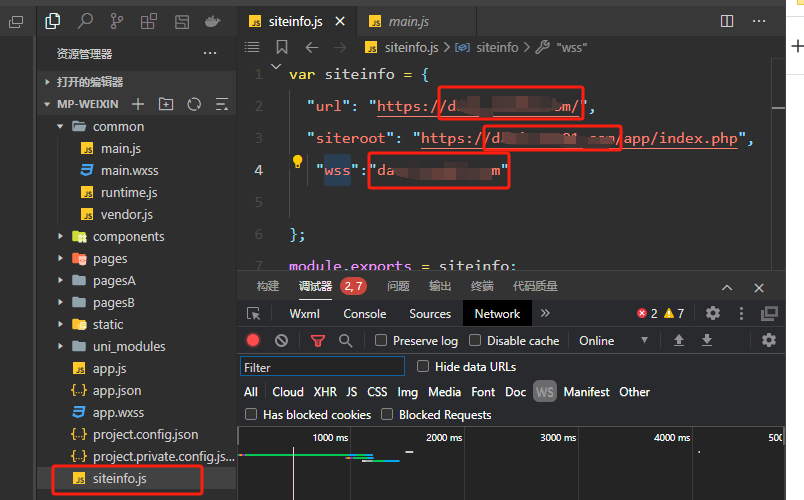 siteinfo.js
main.js
资源管理器
siteinfo.js > siteinfo > "wss"
打开的编辑器
MP-WEIXIN
common
main.js
main.wxss
runtime.js
vendor.js
components
pages
pagesA
pagesB
static
uni_modules
app.js
app.json
app.wxss
project.config.json
project.private.config.js...
siteinfo.js
1 var siteinfo = {
2 "url": "https://d m/",
3 "siteroot": "https://da /app/index.php",
4 "wss":"da m"
5
6 };
7 module.exports = siteinfo;
构建 调试器 2, 7 问题 输出 终端 代码质量
Wxml Console Sources Network » 2 7
Preserve log Disable cache Online
Filter Hide data URLs
All Cloud XHR JS CSS Img Media Font Doc WS Manifest Other
Has blocked cookies Blocked Requests
1000 ms 2000 ms 3000 ms 4000 ms 500